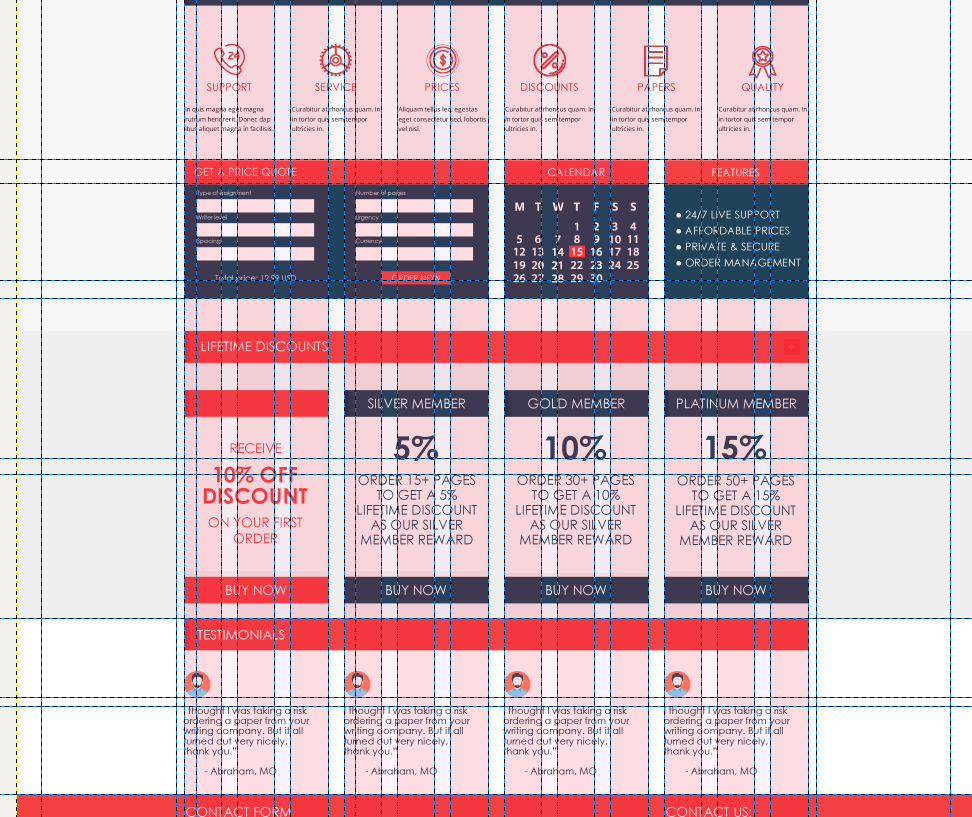 24
SUPPORT
SERVICE
PRICES
DISCOUNTS
PAPERS
QUALITY
In quis magna eget magna
rutrum hendrerit. Donec dap
ibus aliquet magna in facilisis.
Curabitur at rhoncus quam. In
in tortor quis sem tempor
ultricies in.
Aliquam tellus leo, egestas
eget consectetur sed, lobortis
vel nisl.
Curabitur at rhoncus quam. In
in tortor quis sem tempor
ultricies in.
Curabitur at rhoncus quam. In
in tortor quis sem tempor
ultricies in.
Curabitur at rhoncus quam. In
in tortor quis sem tempor
ultricies in.
GET A PRICE QUOTE
Type of Assignment
Number of pages
Writer level
Urgency
Spacing
Currency
Total price: 12.59 USD
ORDER NOW
CALENDAR
M T W T F S S
1 2 3 4
5 6 7 8 9 10 11
12 13 14 15 16 17 18
19 20 21 22 23 24 25
26 27 28 29 30
FEATURES
● 24/7 LIVE SUPPORT
● AFFORDABLE PRICES
● PRIVATE & SECURE
● ORDER MANAGEMENT
LIFETIME DISCOUNTS
RECEIVE
10% OFF
DISCOUNT
ON YOUR FIRST
ORDER
BUY NOW
SILVER MEMBER
5%
ORDER 15+ PAGES
TO GET A 5%
LIFETIME DISCOUNT
AS OUR SILVER
MEMBER REWARD
BUY NOW
GOLD MEMBER
10%
ORDER 30+ PAGES
TO GET A 10%
LIFETIME DISCOUNT
AS OUR SILVER
MEMBER REWARD
BUY NOW
PLATINUM MEMBER
15%
ORDER 50+ PAGES
TO GET A 15%
LIFETIME DISCOUNT
AS OUR SILVER
MEMBER REWARD
BUY NOW
TESTIMONIALS
I thought I was taking a risk
ordering a paper from your
writing company. But it all
turned out very nicely.
Thank you."
- Abraham, MO
I thought I was taking a risk
ordering a paper from your
writing company. But it all
turned out very nicely.
Thank you."
- Abraham, MO
I thought I was taking a risk
ordering a paper from your
writing company. But it all
turned out very nicely.
Thank you."
- Abraham, MO
I thought I was taking a risk
ordering a paper from your
writing company. But it all
turned out very nicely.
Thank you."
- Abraham, MO
CONTACT FORM
CONTACT US: